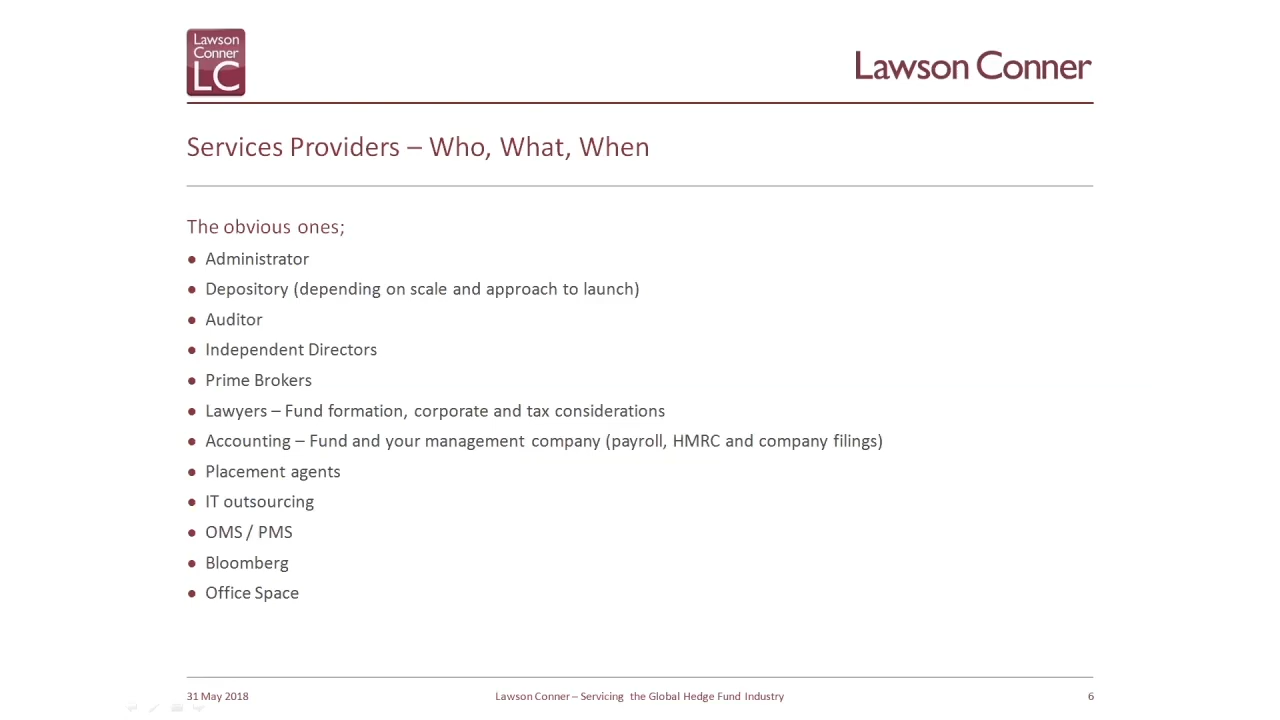 Lawson
Conner
LC
Lawson Conner
Services Providers – Who, What, When
The obvious ones;
● Administrator
● Depository (depending on scale and approach to launch)
● Auditor
● Independent Directors
● Prime Brokers
● Lawyers – Fund formation, corporate and tax considerations
● Accounting – Fund and your management company (payroll, HMRC and company filings)
● Placement agents
● IT outsourcing
● OMS / PMS
● Bloomberg
● Office Space
31 May 2018
Lawson Conner – Servicing the Global Hedge Fund Industry
6